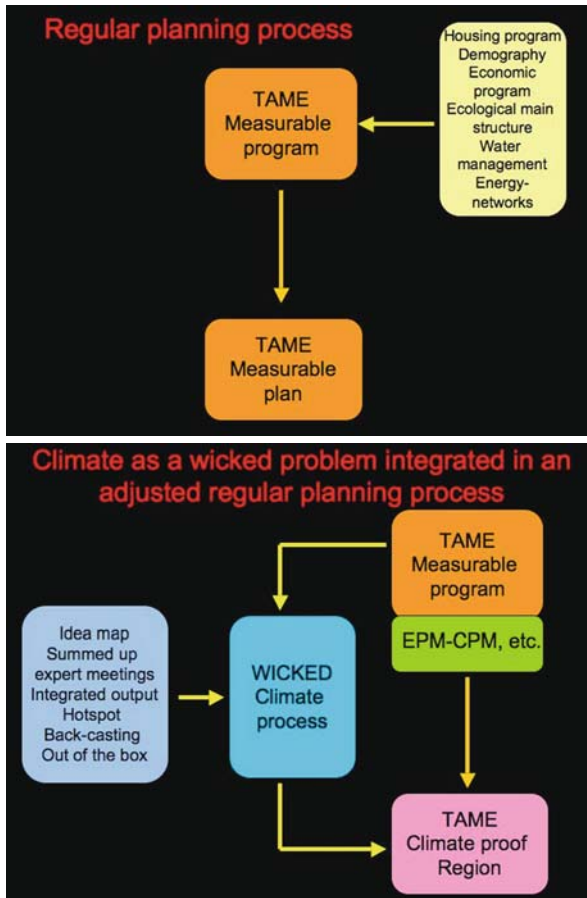 Regular planning process
Housing program
Demography
Economic
program
Ecological main
structure
Water
management
Energy-
networks
TAME
Measurable
program
TAME
Measurable
plan
Climate as a wicked problem integrated in an
adjusted regular planning process
TAME
Measurable
program
EPM-CPM, etc.
Idea map
Summed up
expert meetings
Integrated output
Hotspot
Back-casting
Out of the box
WICKED
Climate
process
TAME
Climate proof
Region